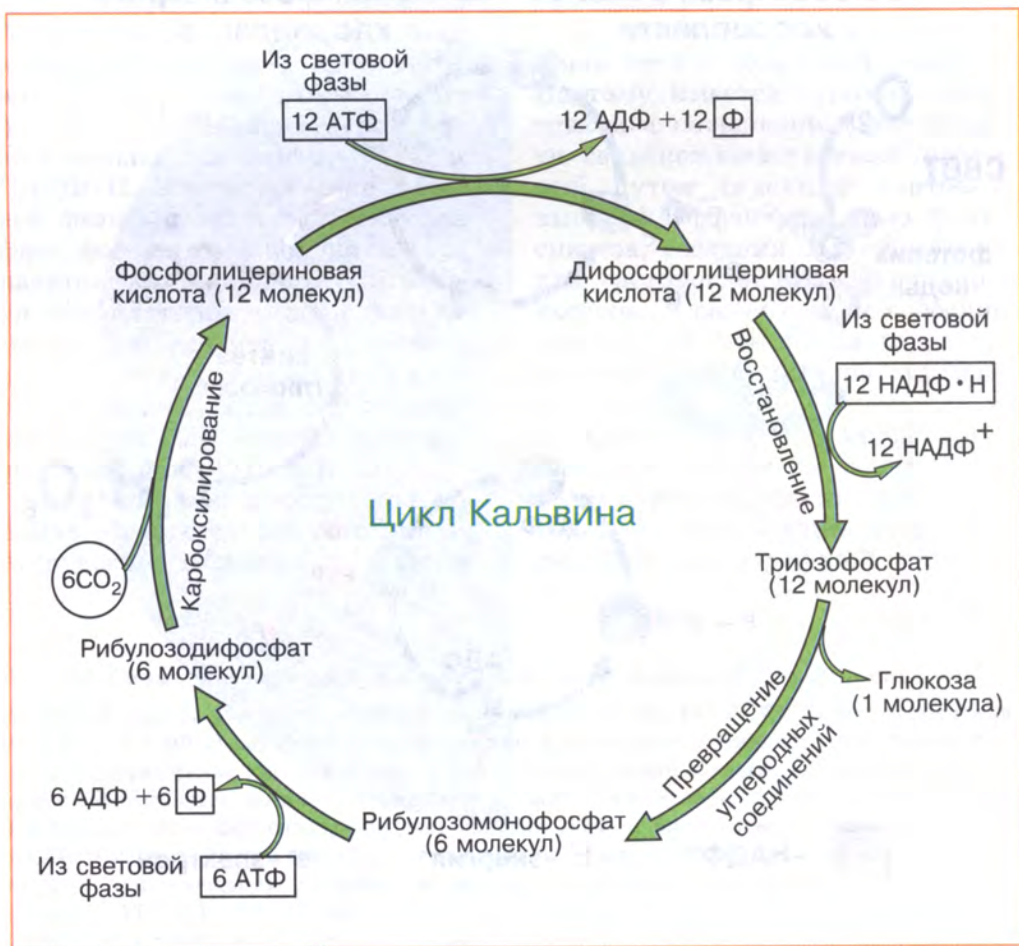 Из световой
фазы
12 АТФ
12 АДФ + 12 Ф
Фосфоглицериновая
кислота (12 молекул)
Дифосфоглицериновая
кислота (12 молекул)
Из световой
фазы
12 НАДФ · Н
12 НАДФ⁺
Восстановление
Карбоксилирование
Цикл Кальвина
6CO₂
Триозофосфат
(12 молекул)
Рибулозодифосфат
(6 молекул)
Глюкоза
(1 молекула)
Превращение
углеродных
соединений
6 АДФ + 6 Ф
Рибулозомонофосфат
(6 молекул)
Из световой
фазы
6 АТФ
СВЕТ